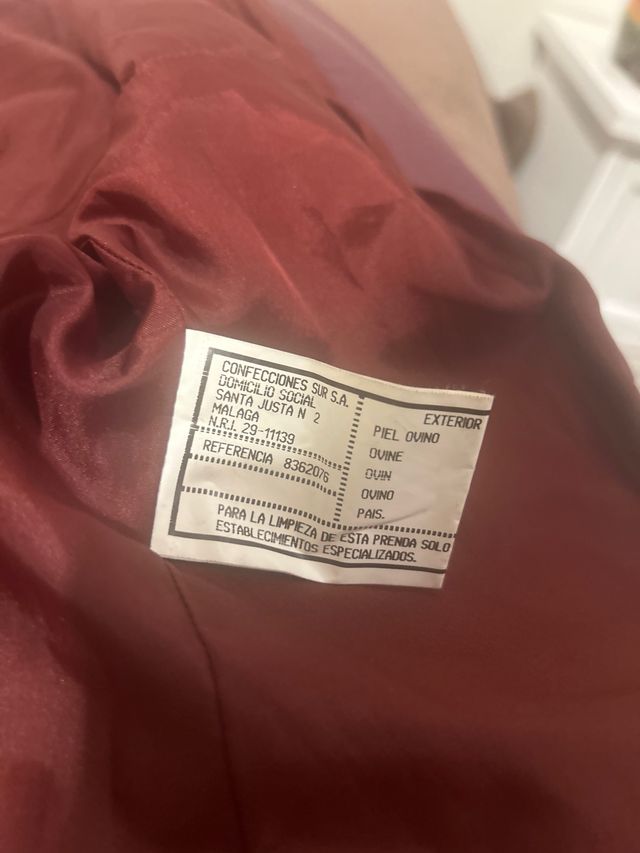 CONFECCIONES SUR S.A.
DOMICILIO SOCIAL
SANTA JUSTA N 2
MALAGA
N.R.I. 29-11139
REFERENCIA 8362076
EXTERIOR
PIEL OVINO
OVINE
OVIN
OVINO
PAIS.
PARA LA LIMPIEZA DE ESTA PRENDA SOLO
ESTABLECIMIENTOS ESPECIALIZADOS.